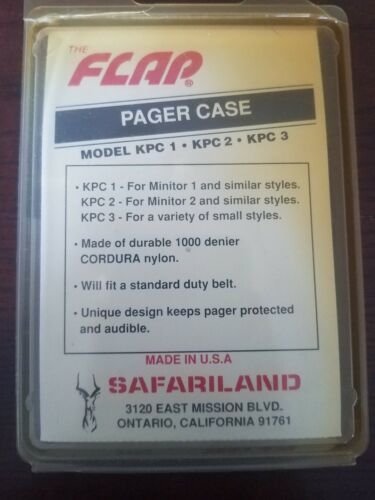 THE
FLAP®
PAGER CASE
MODEL KPC 1 • KPC 2 • KPC 3
• KPC 1 - For Minitor 1 and similar styles.
KPC 2 - For Minitor 2 and similar styles.
KPC 3 - For a variety of small styles.
• Made of durable 1000 denier
CORDURA nylon.
• Will fit a standard duty belt.
• Unique design keeps pager protected
and audible.
MADE IN U.S.A
SAFARILAND
3120 EAST MISSION BLVD.
ONTARIO, CALIFORNIA 91761